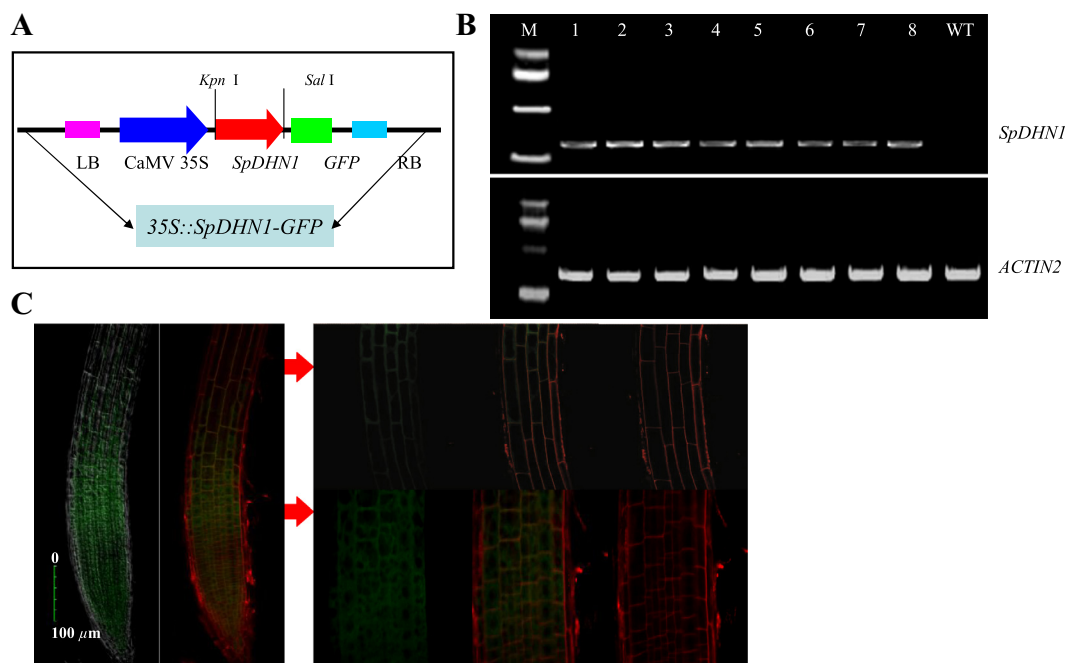 A
Kpn I Sal I
LB CaMV 35S SpDHN1 GFP RB
35S::SpDHN1-GFP
B
M 1 2 3 4 5 6 7 8 WT
SpDHN1
ACTIN2
C
0
100 µm